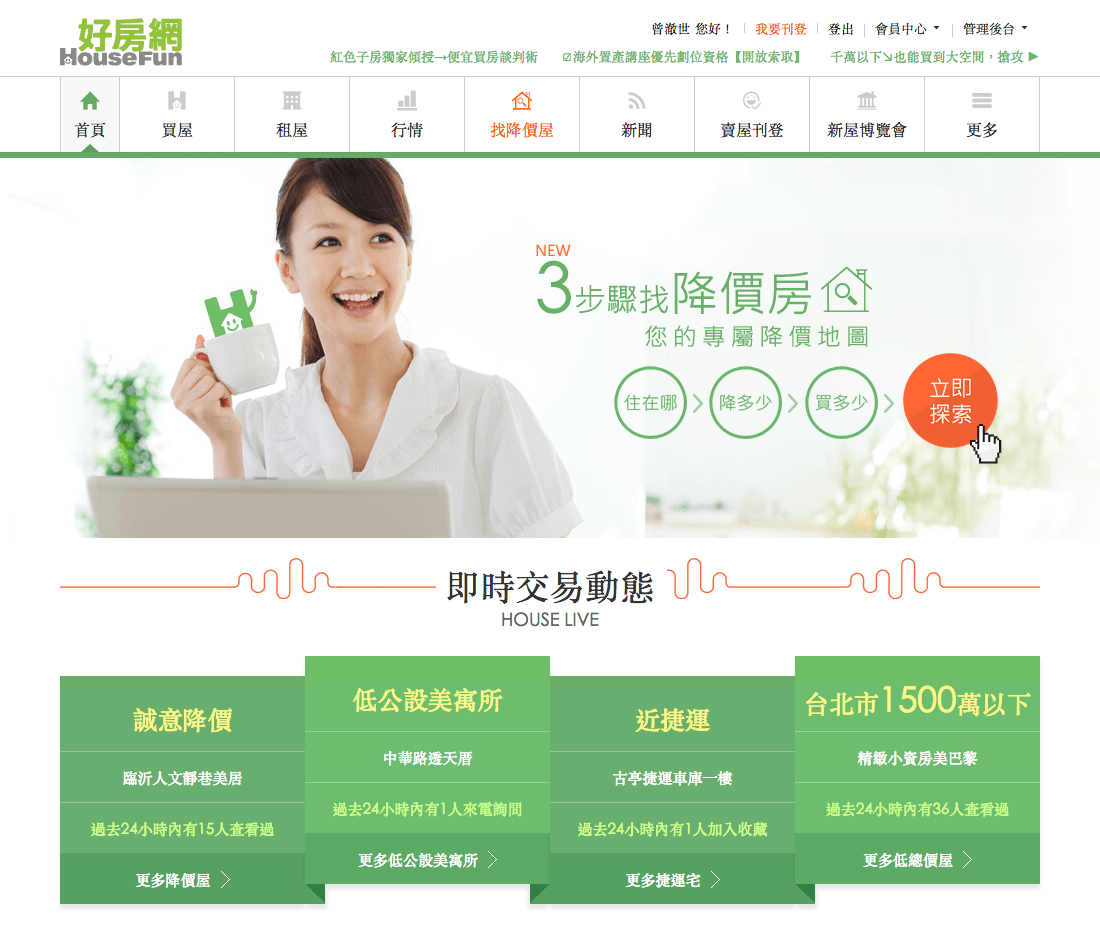 好房網
HouseFun
曾澈世 您好！ 我要刊登 登出 會員中心 管理後台
紅色子房獨家傾授→便宜買房談判術 ☑海外置產講座優先劃位資格【開放索取】 千萬以下↘也能買到大空間，搶攻▶
首頁 買屋 租屋 行情 找降價屋 新聞 賣屋刊登 新屋博覽會 更多
NEW
3步驟找降價房
您的專屬降價地圖
住在哪 降多少 買多少
立即
探索
即時交易動態
HOUSE LIVE
誠意降價
臨沂人文靜巷美居
過去24小時內有15人查看過
更多降價屋
低公設美寓所
中華路透天厝
過去24小時內有1人來電詢問
更多低公設美寓所
近捷運
古亭捷運車庫一樓
過去24小時內有1人加入收藏
更多捷運宅
台北市1500萬以下
精緻小資房美巴黎
過去24小時內有36人查看過
更多低總價屋